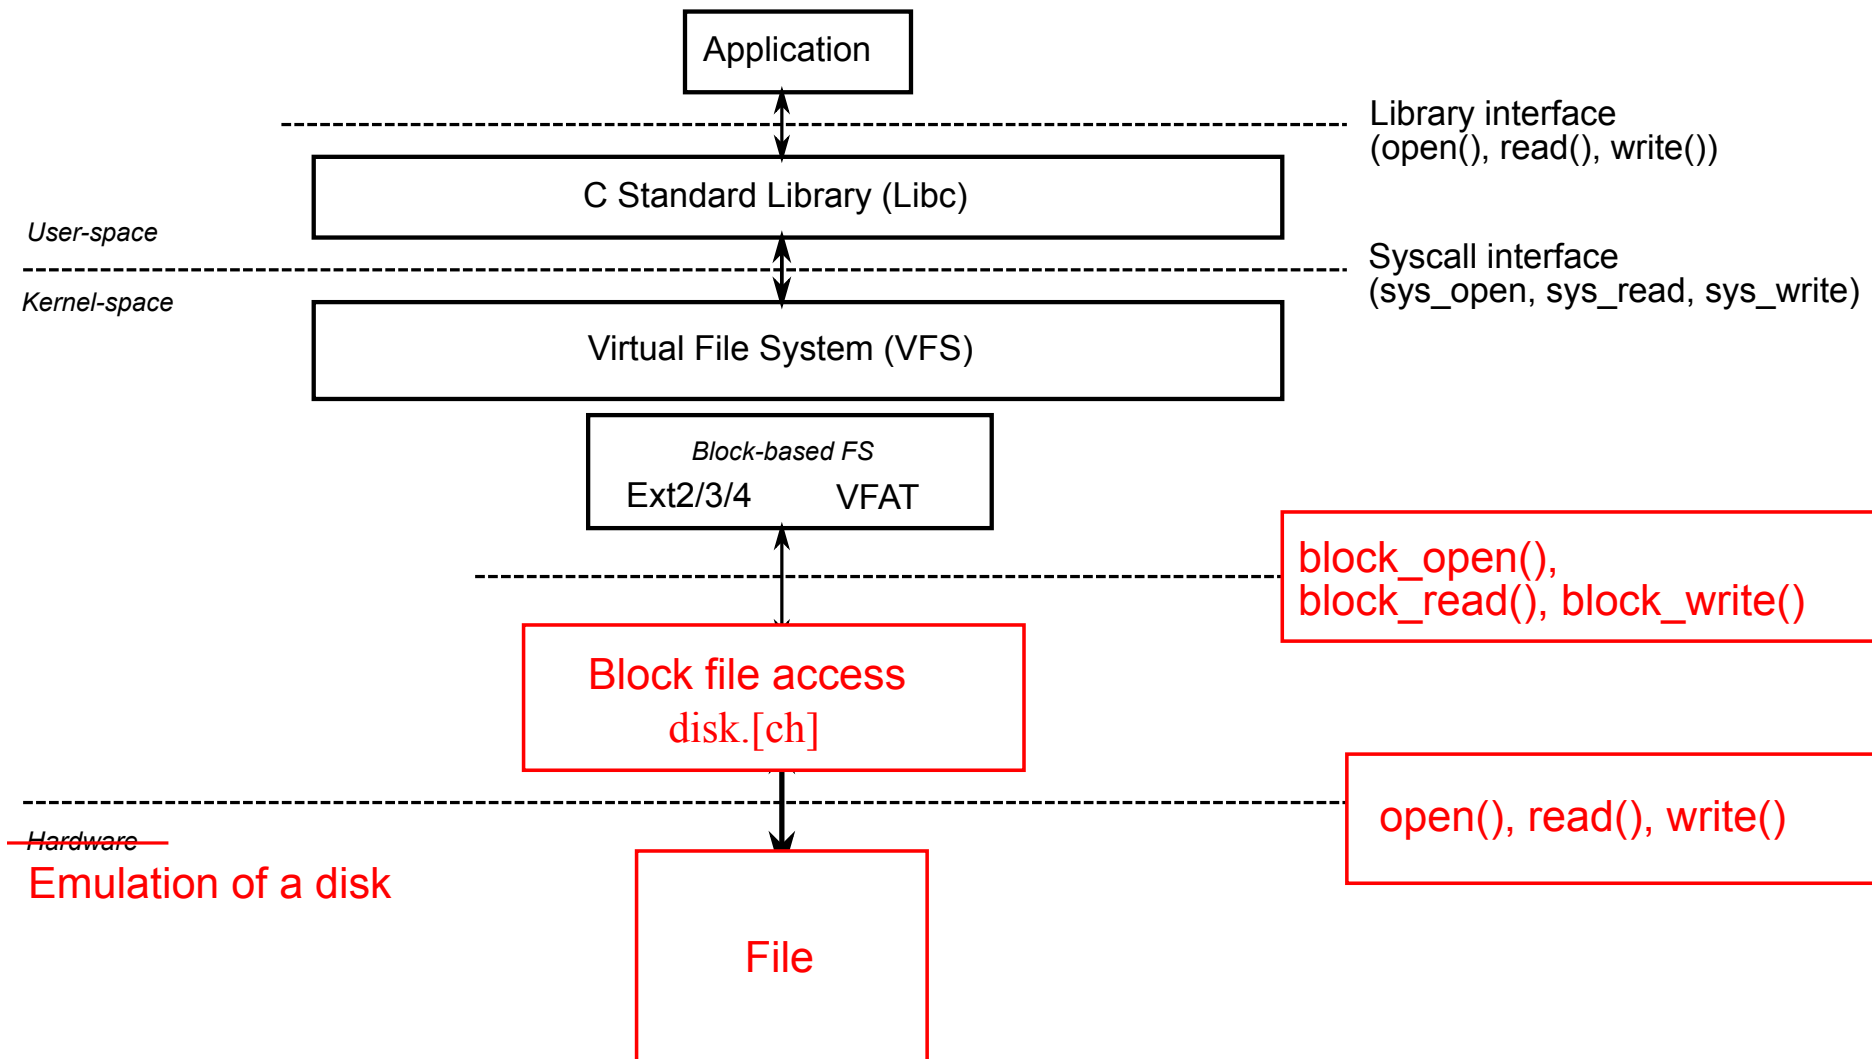 Application
Library interface
(open(), read(), write())
C Standard Library (Libc)
User-space
Syscall interface
(sys_open, sys_read, sys_write)
Kernel-space
Virtual File System (VFS)
Block-based FS
Ext2/3/4 VFAT
block_open(),
block_read(), block_write()
Block file access
disk.[ch]
open(), read(), write()
Hardware
Emulation of a disk
File